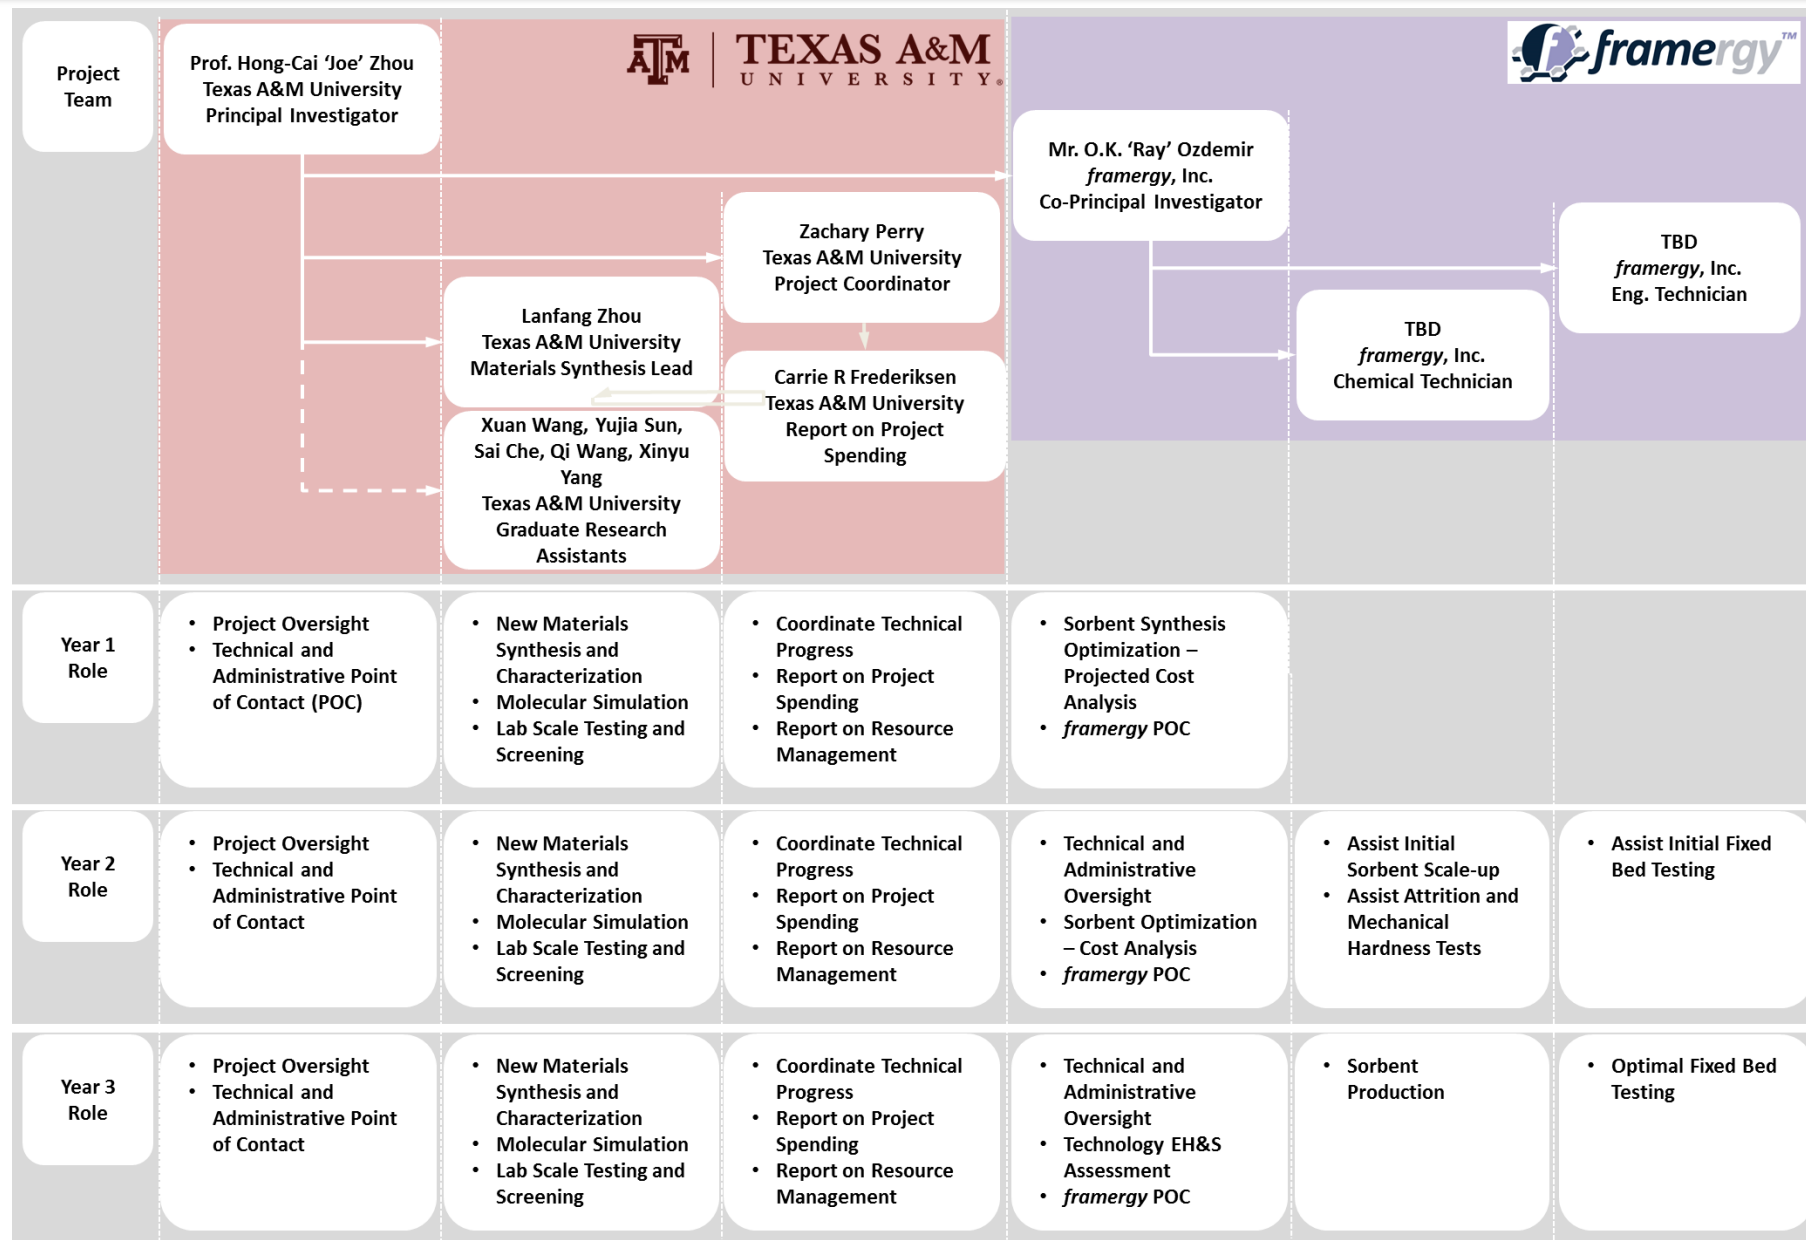 Project
Team
Prof. Hong-Cai ‘Joe’ Zhou
Texas A&M University
Principal Investigator
ATM
TEXAS A&M
UNIVERSITY®
framergy™
Mr. O.K. ‘Ray’ Ozdemir
framergy, Inc.
Co-Principal Investigator
Zachary Perry
Texas A&M University
Project Coordinator
TBD
framergy, Inc.
Eng. Technician
Lanfang Zhou
Texas A&M University
Materials Synthesis Lead
TBD
framergy, Inc.
Chemical Technician
Carrie R Frederiksen
Texas A&M University
Report on Project
Spending
Xuan Wang, Yujia Sun,
Sai Che, Qi Wang, Xinyu
Yang
Texas A&M University
Graduate Research
Assistants
Year 1
Role
• Project Oversight
• Technical and
Administrative Point
of Contact (POC)
• New Materials
Synthesis and
Characterization
• Molecular Simulation
• Lab Scale Testing and
Screening
• Coordinate Technical
Progress
• Report on Project
Spending
• Report on Resource
Management
• Sorbent Synthesis
Optimization –
Projected Cost
Analysis
• framergy POC
Year 2
Role
• Project Oversight
• Technical and
Administrative Point
of Contact
• New Materials
Synthesis and
Characterization
• Molecular Simulation
• Lab Scale Testing and
Screening
• Coordinate Technical
Progress
• Report on Project
Spending
• Report on Resource
Management
• Technical and
Administrative
Oversight
• Sorbent Optimization
– Cost Analysis
• framergy POC
• Assist Initial
Sorbent Scale-up
• Assist Attrition and
Mechanical
Hardness Tests
• Assist Initial Fixed
Bed Testing
Year 3
Role
• Project Oversight
• Technical and
Administrative Point
of Contact
• New Materials
Synthesis and
Characterization
• Molecular Simulation
• Lab Scale Testing and
Screening
• Coordinate Technical
Progress
• Report on Project
Spending
• Report on Resource
Management
• Technical and
Administrative
Oversight
• Technology EH&S
Assessment
• framergy POC
• Sorbent
Production
• Optimal Fixed Bed
Testing